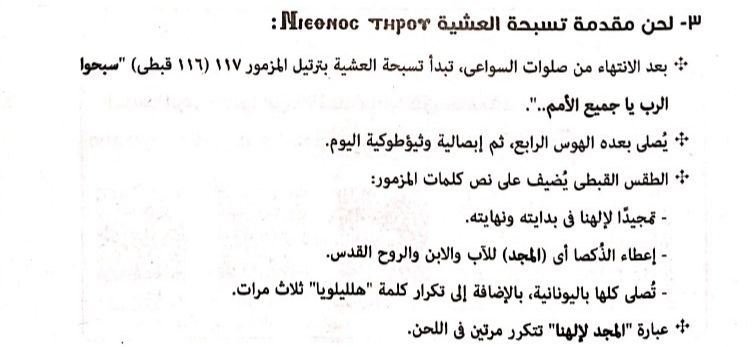 ٣- لحن مقدمة تسبحة العشية Ⲛⲓⲉⲑⲛⲟⲥ ⲧⲏⲣⲟⲩ:
✣ بعد الانتهاء من صلوات السواعى، تبدأ تسبحة العشية بترتيل المزمور ١١٧ (١١٦ قبطى) "سبحوا
الرب يا جميع الأمم..".
✣ يُصلى بعده الهوس الرابع، ثم إبصالية وثيؤطوكية اليوم.
✣ الطقس القبطى يُضيف على نص كلمات المزمور:
- تمجيدًا لإلهنا فى بدايته ونهايته.
- إعطاء الذُكصا أى (المجد) للآب والابن والروح القدس.
- تُصلى كلها باليونانية، بالإضافة إلى تكرار كلمة "هلليلويا" ثلاث مرات.
✣ عبارة "المجد لإلهنا" تتكرر مرتين فى اللحن.